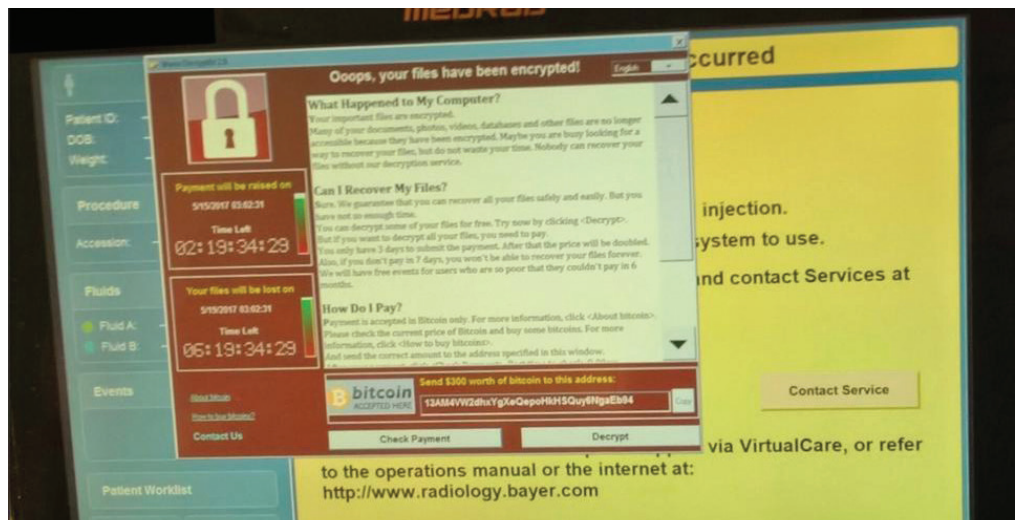 MEDRAD
Wana Decrypt0r 2.0
Ooops, your files have been encrypted!
English
ccurred
Patient ID:
DOB:
Weight:
Procedure
Accession:
Fluids
Fluid A:
Fluid B:
Events
Patient Worklist
Payment will be raised on
5/15/2017 03:02:31
Time Left
02:19:34:29
Your files will be lost on
5/19/2017 03:02:31
Time Left
06:19:34:29
About bitcoin
How to buy bitcoins?
Contact Us
What Happened to My Computer?
Your important files are encrypted.
Many of your documents, photos, videos, databases and other files are no longer
accessible because they have been encrypted. Maybe you are busy looking for a
way to recover your files, but do not waste your time. Nobody can recover your
files without our decryption service.
Can I Recover My Files?
Sure. We guarantee that you can recover all your files safely and easily. But you
have not so enough time.
You can decrypt some of your files for free. Try now by clicking <Decrypt>.
But if you want to decrypt all your files, you need to pay.
You only have 3 days to submit the payment. After that the price will be doubled.
Also, if you don't pay in 7 days, you won't be able to recover your files forever.
We will have free events for users who are so poor that they couldn't pay in 6
months.
How Do I Pay?
Payment is accepted in Bitcoin only. For more information, click <About bitcoin>.
Please check the current price of Bitcoin and buy some bitcoins. For more
information, click <How to buy bitcoins>.
And send the correct amount to the address specified in this window.
bitcoin
ACCEPTED HERE
Send $300 worth of bitcoin to this address:
13AM4VW2dhxYgXeQepoHkHSQuy6NgaEb94
Copy
Check Payment
Decrypt
injection.
ystem to use.
nd contact Services at
Contact Service
via VirtualCare, or refer
to the operations manual or the internet at:
http://www.radiology.bayer.com